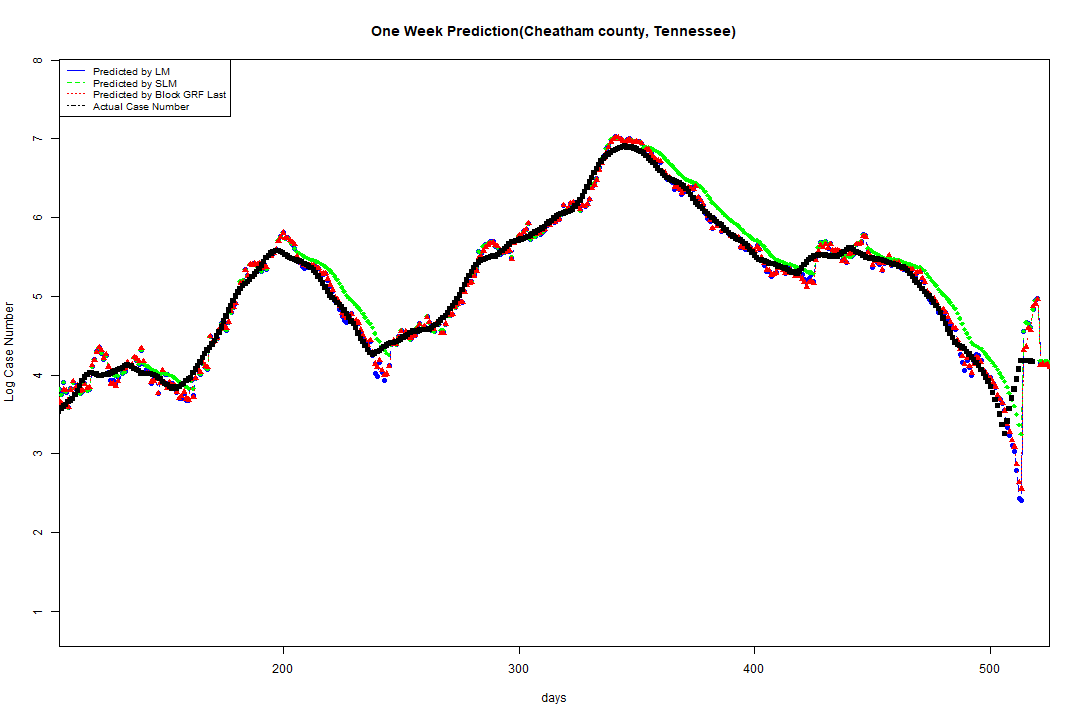 One Week Prediction(Cheatham county, Tennessee)
Predicted by LM
Predicted by SLM
Predicted by Block GRF Last
Actual Case Number
8
7
6
5
4
3
2
1
Log Case Number
200
300
400
500
days